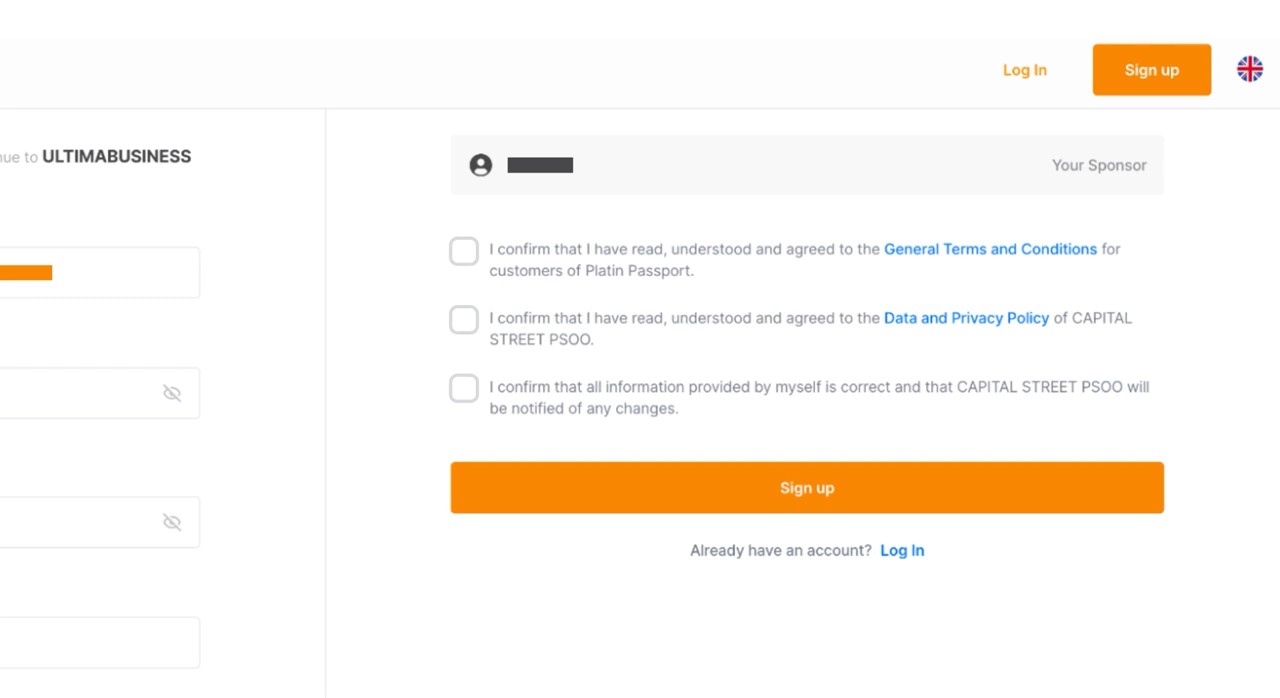 Log In
Sign up
to ULTIMABUSINESS
Your Sponsor
I confirm that I have read, understood and agreed to the General Terms and Conditions for
customers of Platin Passport.
I confirm that I have read, understood and agreed to the Data and Privacy Policy of CAPITAL
STREET PSOO.
I confirm that all information provided by myself is correct and that CAPITAL STREET PSOO will
be notified of any changes.
Sign up
Already have an account? Log In